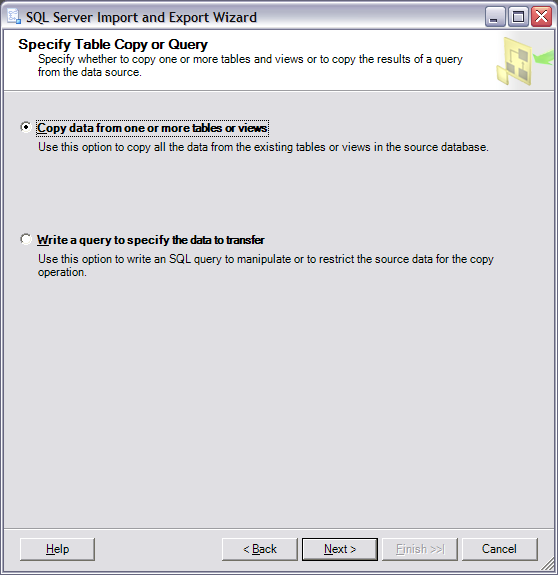 SQL Server Import and Export Wizard
Specify Table Copy or Query
Specify whether to copy one or more tables and views or to copy the results of a query
from the data source.
Copy data from one or more tables or views
Use this option to copy all the data from the existing tables or views in the source database.
Write a query to specify the data to transfer
Use this option to write an SQL query to manipulate or to restrict the source data for the copy
operation.
Help
< Back
Next >
Finish >>|
Cancel